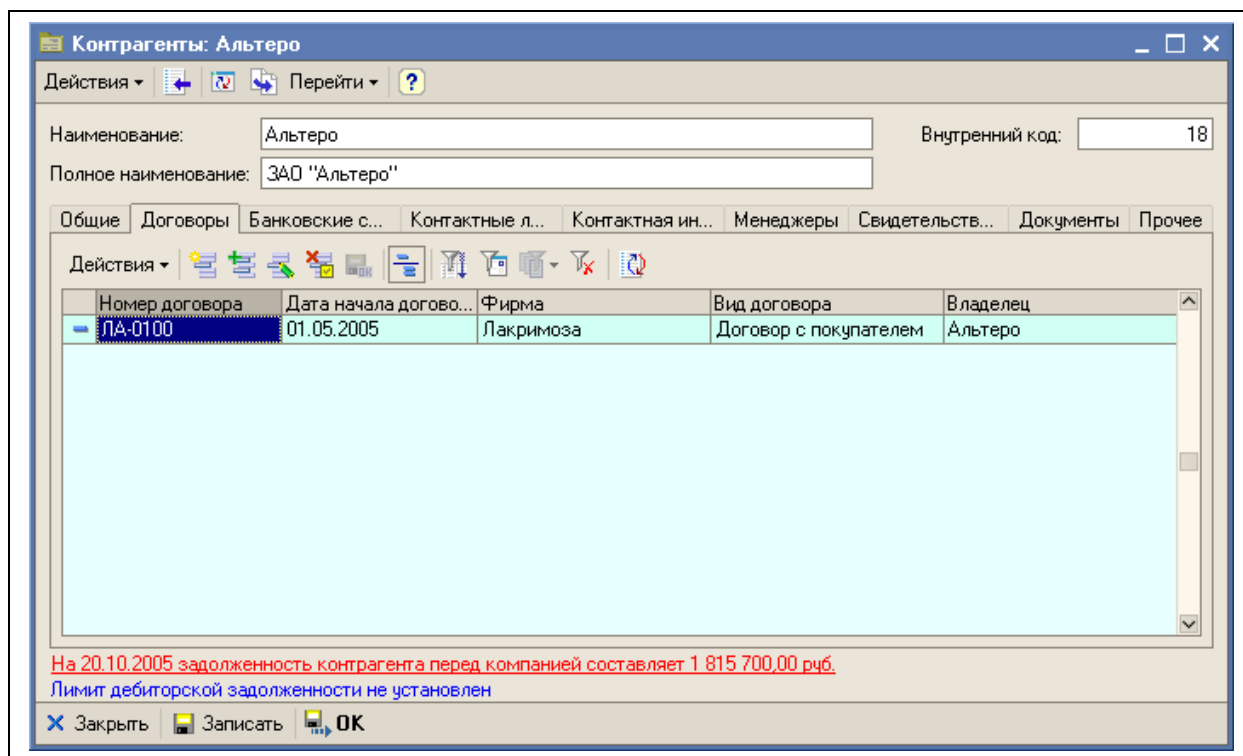 Контрагенты: Альтеро
Действия Перейти ?
Наименование: Альтеро Внутренний код: 18
Полное наименование: ЗАО "Альтеро"
Общие Договоры Банковские с... Контактные л... Контактная ин... Менеджеры Свидетельств... Документы Прочее
Действия
Номер договора Дата начала догово... Фирма Вид договора Владелец
ЛА-0100 01.05.2005 Лакримоза Договор с покупателем Альтеро
На 20.10.2005 задолженность контрагента перед компанией составляет 1 815 700,00 руб.
Лимит дебиторской задолженности не установлен
Закрыть Записать OK